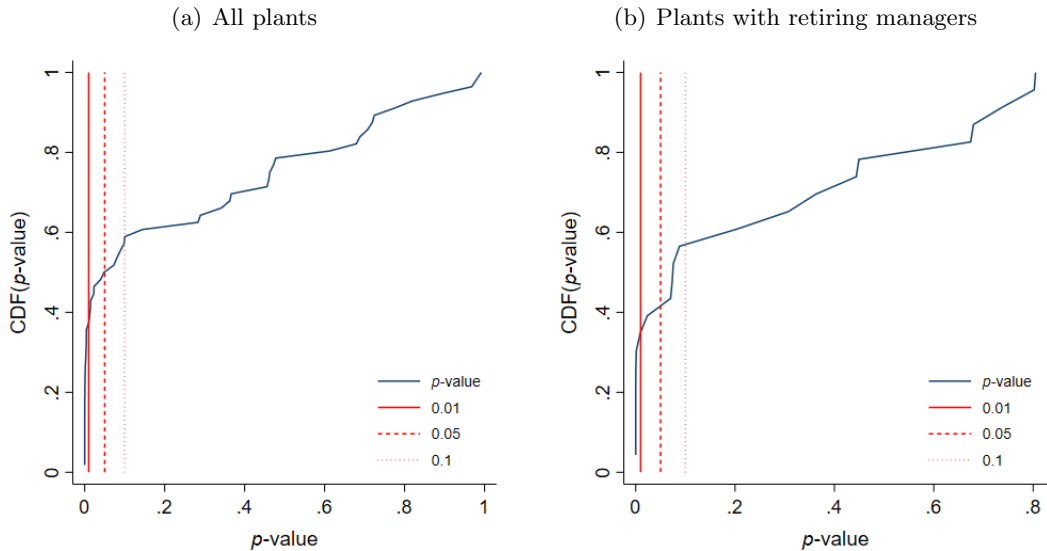 (a) All plants
CDF(p-value)
1
.8
.6
.4
.2
0
p-value
0.01
0.05
0.1
0 .2 .4 .6 .8 1
p-value
(b) Plants with retiring managers
CDF(p-value)
1
.8
.6
.4
.2
0
p-value
0.01
0.05
0.1
0 .2 .4 .6 .8
p-value